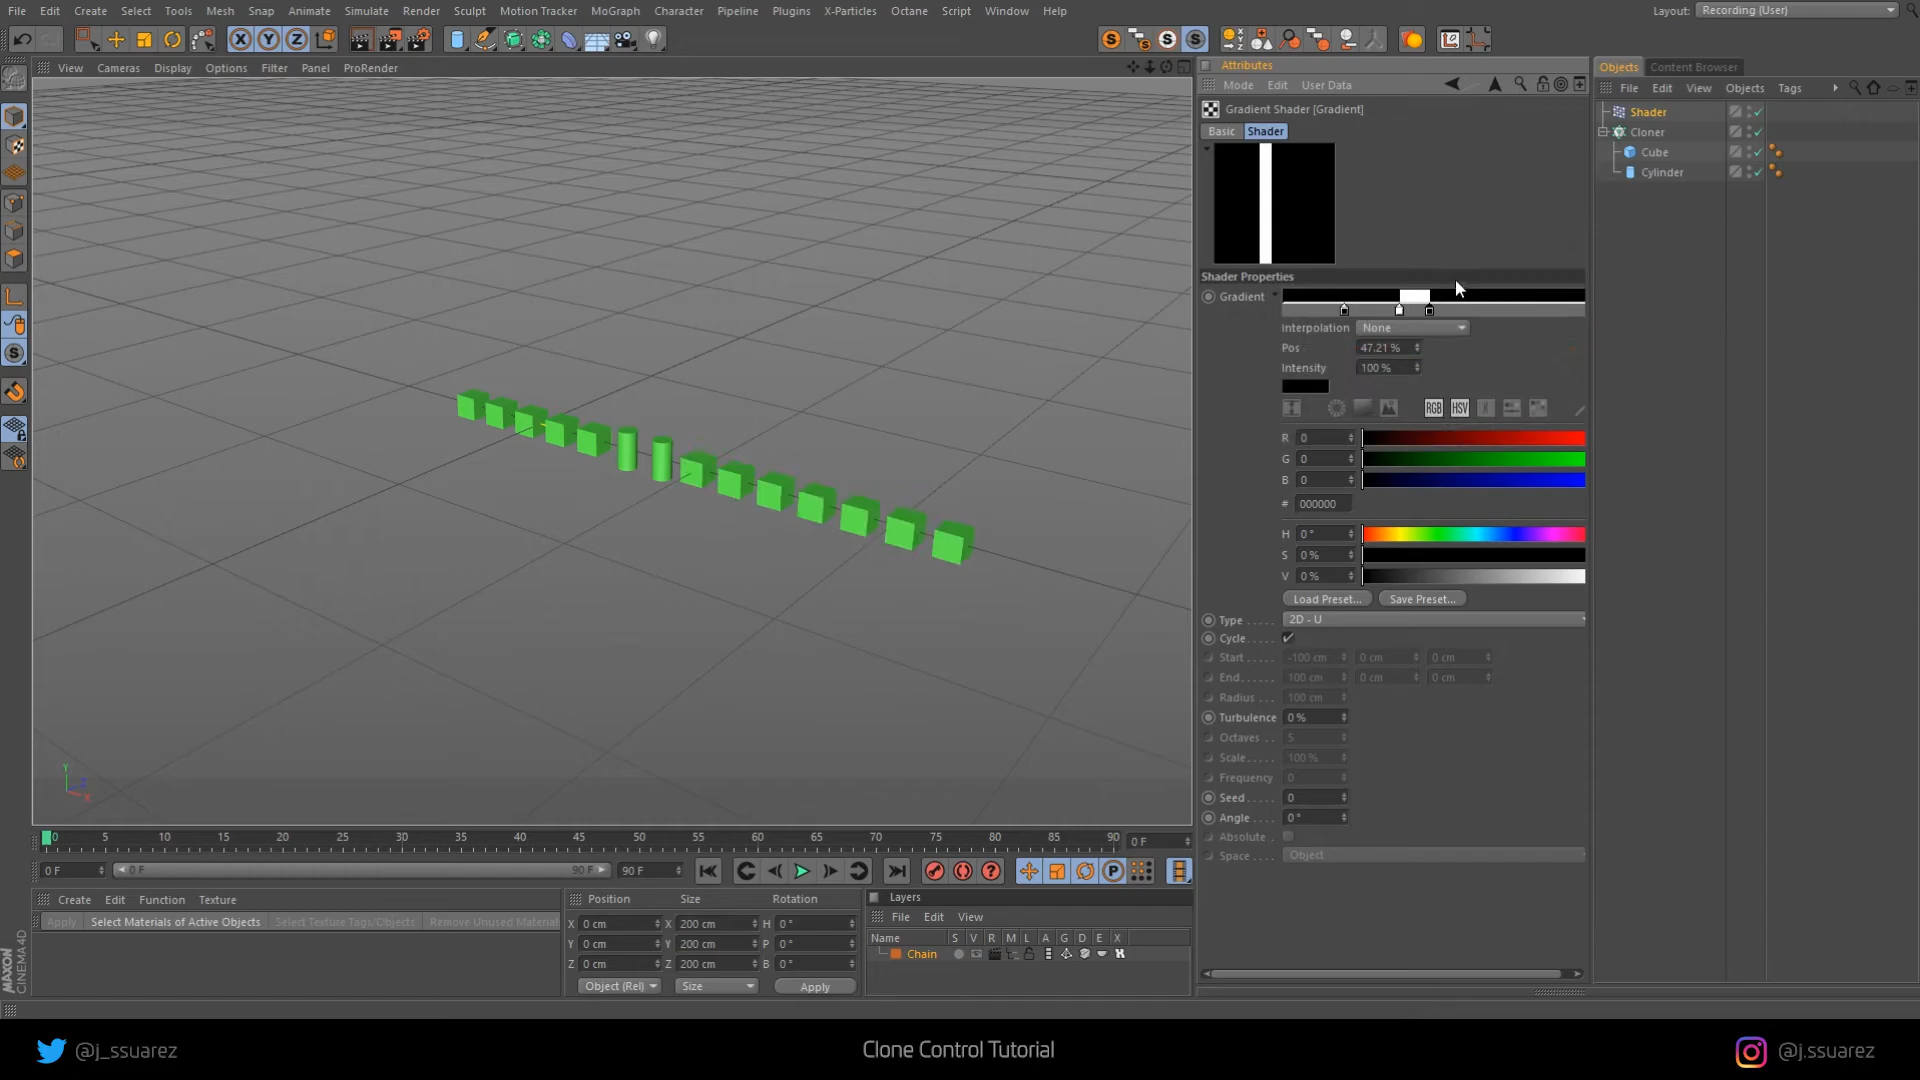 File Edit Create Select Tools Mesh Snap Animate Simulate Render Sculpt Motion Tracker MoGraph Character Pipeline Plugins X-Particles Octane Script Window Help Layout: Recording (User)
X Y Z
View Cameras Display Options Filter Panel ProRender
Attributes
Mode Edit User Data
Gradient Shader [Gradient]
Basic Shader
Shader Properties
Gradient
Interpolation None
Pos 47.21 %
Intensity 100 %
RGB HSV
R 0
G 0
B 0
# 000000
H 0 °
S 0 %
V 0 %
Load Preset... Save Preset...
Type 2D - U
Cycle
Start -100 cm 0 cm 0 cm
End 100 cm 0 cm 0 cm
Radius 100 cm
Turbulence 0 %
Octaves 5
Scale 100 %
Frequency 0
Seed 0
Angle 0 °
Absolute
Space Object
Objects Content Browser
File Edit View Objects Tags
Shader
Cloner
Cube
Cylinder
Y Z X
0 5 10 15 20 25 30 35 40 45 50 55 60 65 70 75 80 85 90 0 F
0 F 0 F 90 F 90 F
Create Edit Function Texture
Apply Select Materials of Active Objects Select Texture Tags/Objects Remove Unused Materials
Position Size Rotation
X 0 cm X 200 cm H 0 °
Y 0 cm Y 200 cm P 0 °
Z 0 cm Z 200 cm B 0 °
Object (Rel) Size Apply
Layers
File Edit View
Name S V R M L A G D E X
Chain
MAXON
CINEMA 4D
@j_ssuarez Clone Control Tutorial @j.ssuarez